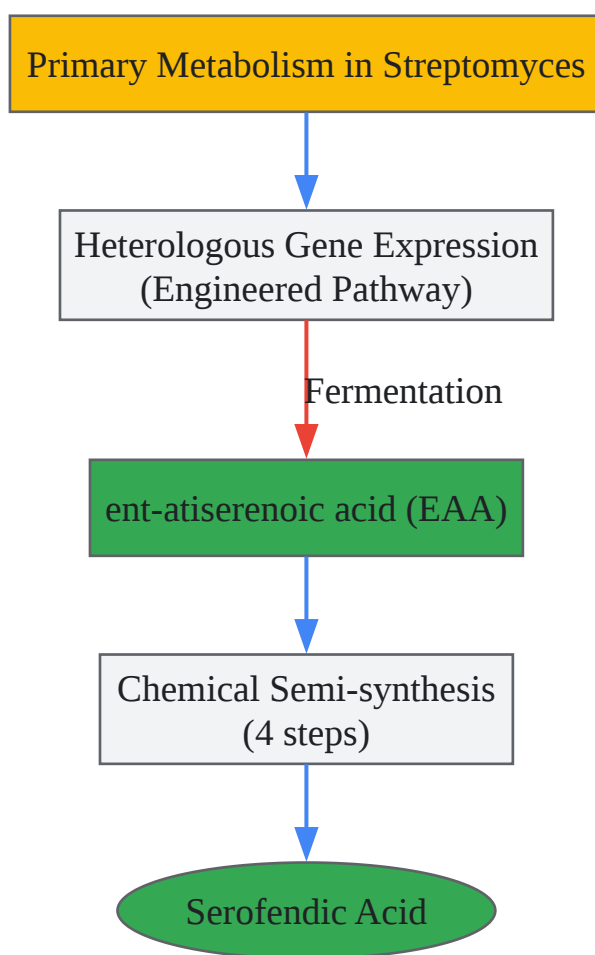 Primary Metabolism in Streptomyces
Heterologous Gene Expression
(Engineered Pathway)
Fermentation
ent-atiserenoic acid (EAA)
Chemical Semi-synthesis
(4 steps)
Serofendic Acid